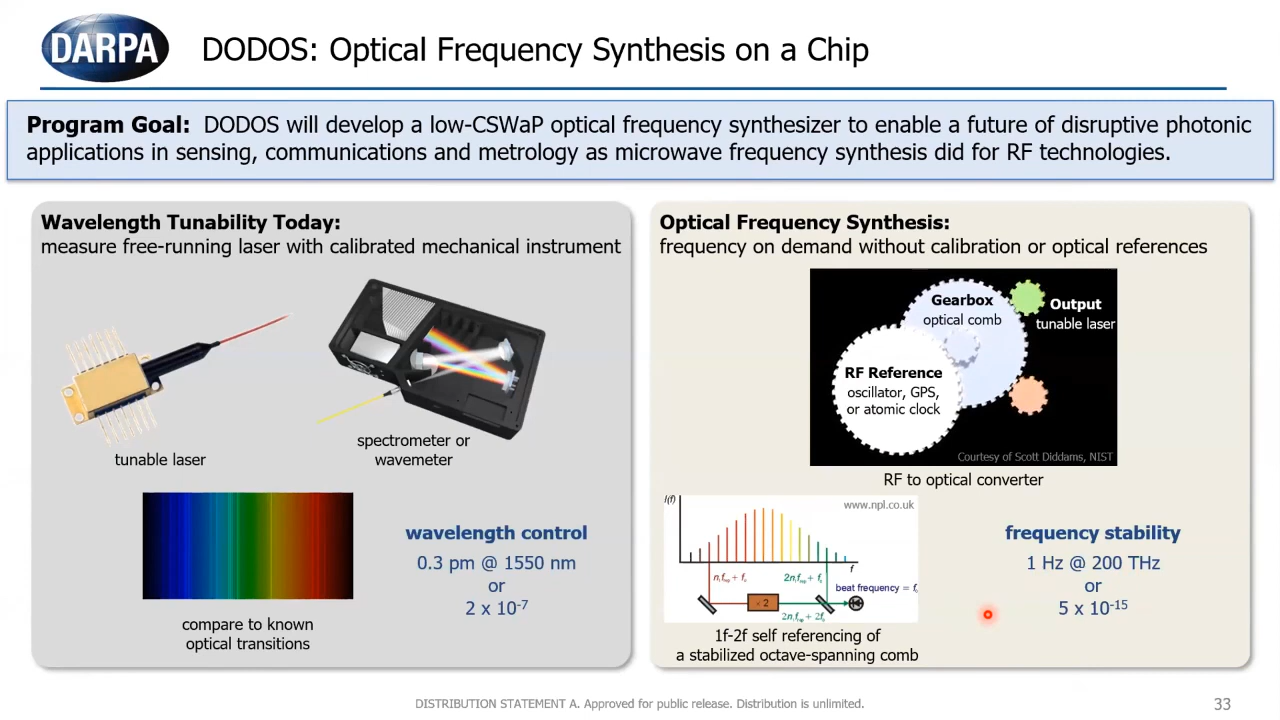 DARPA
DODOS: Optical Frequency Synthesis on a Chip
Program Goal: DODOS will develop a low-CSWaP optical frequency synthesizer to enable a future of disruptive photonic
applications in sensing, communications and metrology as microwave frequency synthesis did for RF technologies.
Wavelength Tunability Today:
measure free-running laser with calibrated mechanical instrument
tunable laser
spectrometer or
wavemeter
compare to known
optical transitions
wavelength control
0.3 pm @ 1550 nm
or
2 x 10⁻⁷
Optical Frequency Synthesis:
frequency on demand without calibration or optical references
Gearbox
optical comb
Output
tunable laser
RF Reference
oscillator, GPS,
or atomic clock
Courtesy of Scott Diddams, NIST
RF to optical converter
I(f)
www.npl.co.uk
f
beat frequency =
x 2
1f-2f self referencing of
a stabilized octave-spanning comb
frequency stability
1 Hz @ 200 THz
or
5 x 10⁻¹⁵
DISTRIBUTION STATEMENT A. Approved for public release. Distribution is unlimited.
33